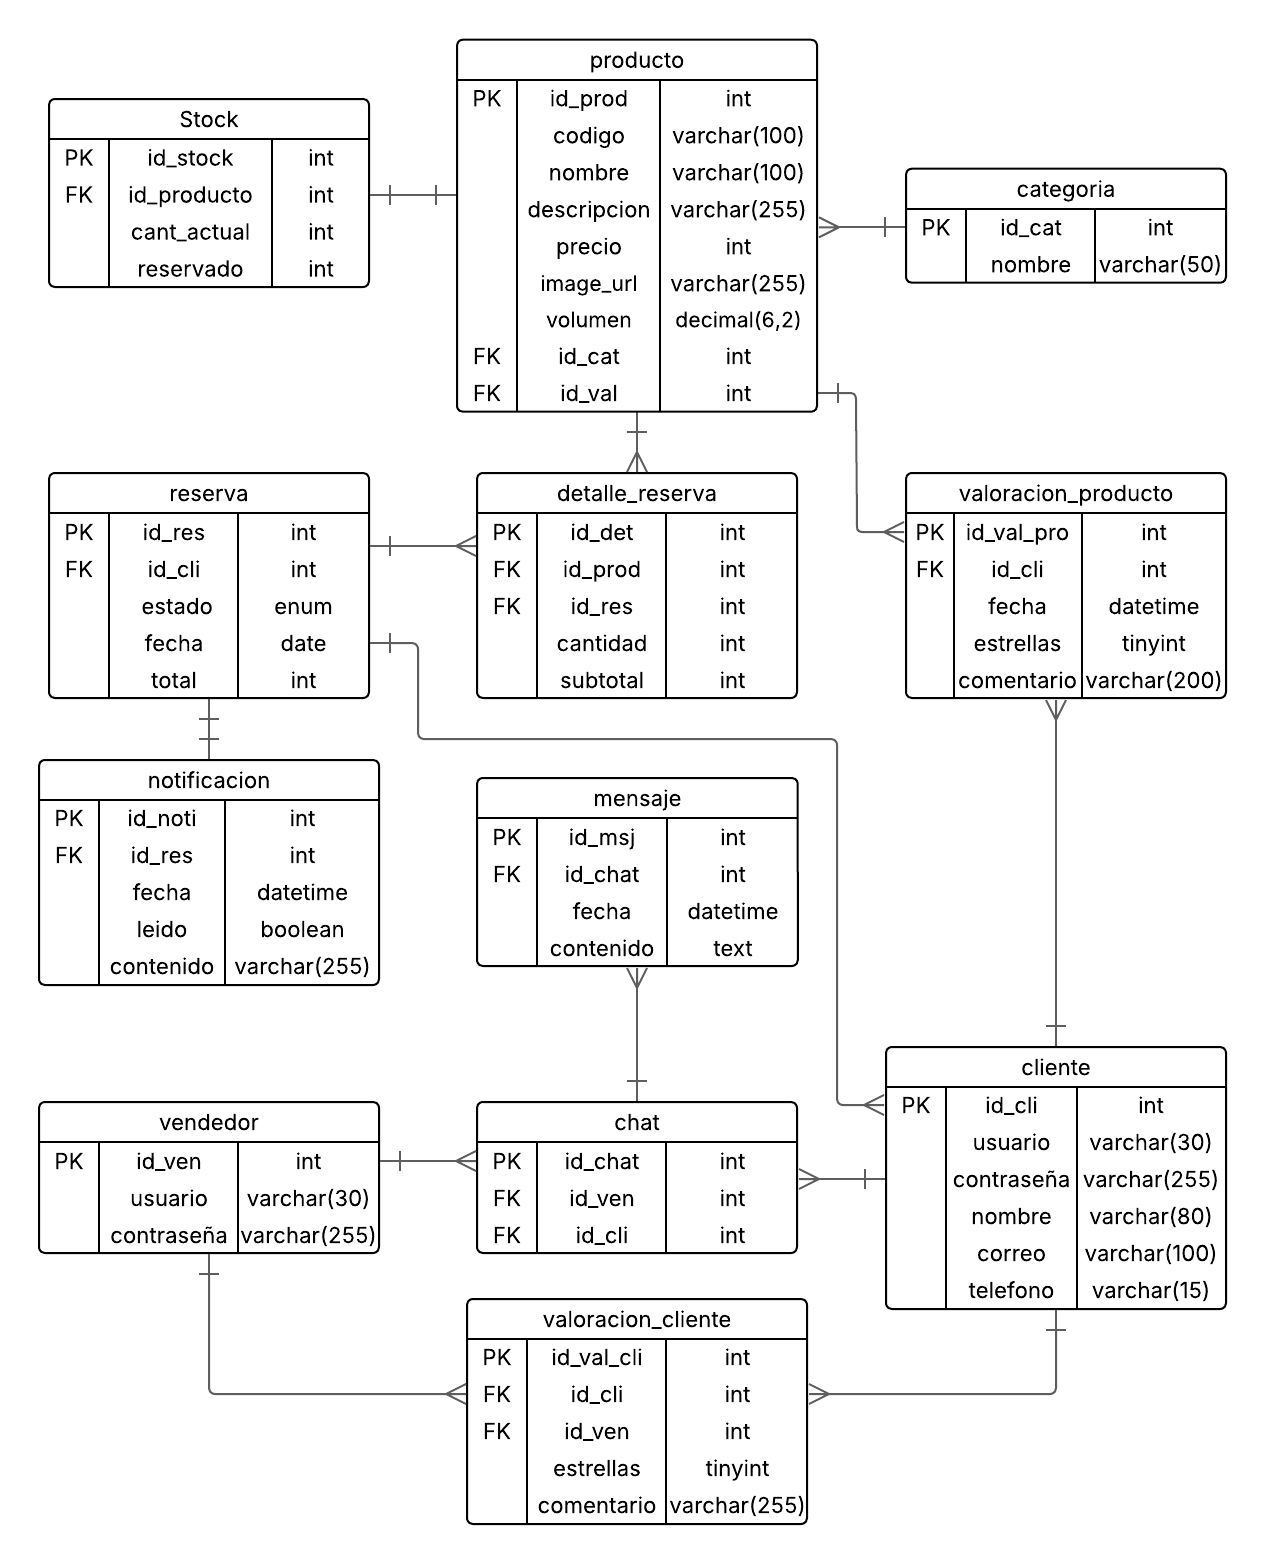 producto
PK id_prod int
codigo varchar(100)
nombre varchar(100)
descripcion varchar(255)
precio int
image_url varchar(255)
volumen decimal(6,2)
FK id_cat int
FK id_val int
Stock
PK id_stock int
FK id_producto int
cant_actual int
reservado int
categoria
PK id_cat int
nombre varchar(50)
reserva
PK id_res int
FK id_cli int
estado enum
fecha date
total int
detalle_reserva
PK id_det int
FK id_prod int
FK id_res int
cantidad int
subtotal int
valoracion_producto
PK id_val_pro int
FK id_cli int
fecha datetime
estrellas tinyint
comentario varchar(200)
notificacion
PK id_noti int
FK id_res int
fecha datetime
leido boolean
contenido varchar(255)
mensaje
PK id_msj int
FK id_chat int
fecha datetime
contenido text
cliente
PK id_cli int
usuario varchar(30)
contraseña varchar(255)
nombre varchar(80)
correo varchar(100)
telefono varchar(15)
vendedor
PK id_ven int
usuario varchar(30)
contraseña varchar(255)
chat
PK id_chat int
FK id_ven int
FK id_cli int
valoracion_cliente
PK id_val_cli int
FK id_cli int
FK id_ven int
estrellas tinyint
comentario varchar(255)